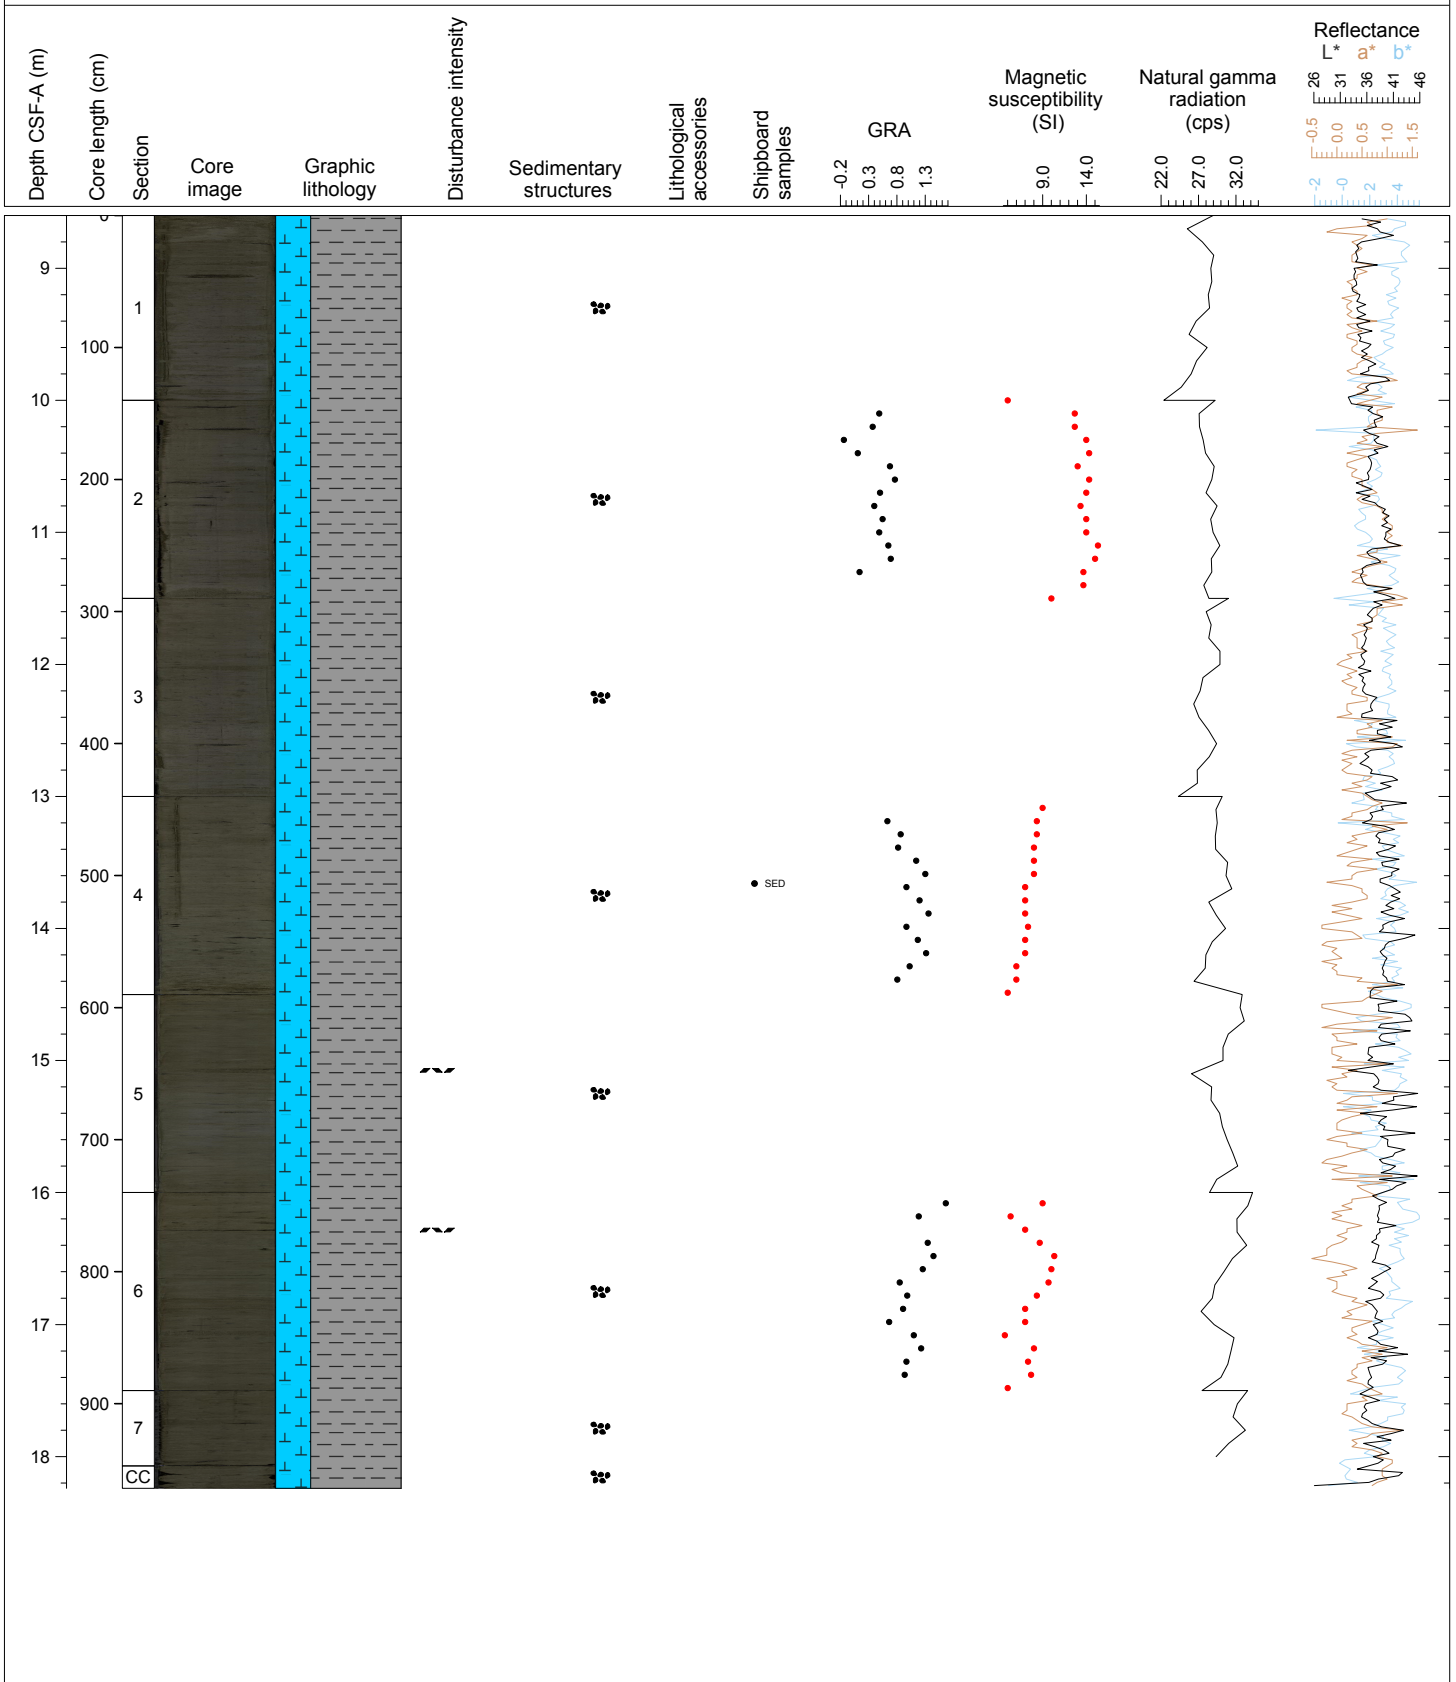 Depth CSF-A (m)
Core length (cm)
Section
Core
image
Graphic
lithology
Disturbance intensity
Sedimentary
structures
Lithological
accessories
Shipboard
samples
GRA
-0.2 0.3 0.8 1.3
Magnetic
susceptibility
(SI)
9.0 14.0
Natural gamma
radiation
(cps)
22.0 27.0 32.0
Reflectance
L* a* b*
26 31 36 41 46
-0.5 0.0 0.5 1.0 1.5
-2 -0 2 4
0
9
1
100
10
200
2
11
300
12
3
400
13
500
4
SED
14
600
15
5
700
16
800
6
17
900
7
18
CC